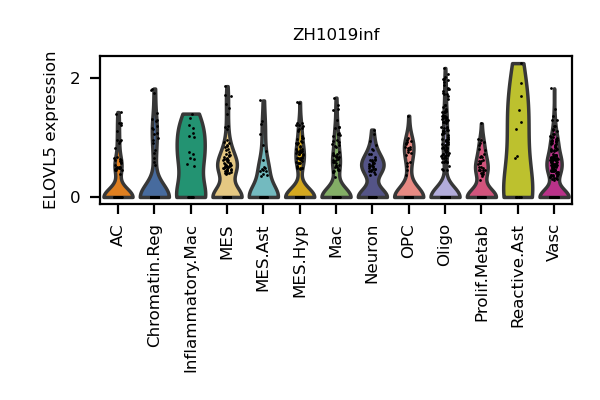 ZH1019inf
ELOVL5 expression
2
0
AC
Chromatin.Reg
Inflammatory.Mac
MES
MES.Ast
MES.Hyp
Mac
Neuron
OPC
Oligo
Prolif.Metab
Reactive.Ast
Vasc